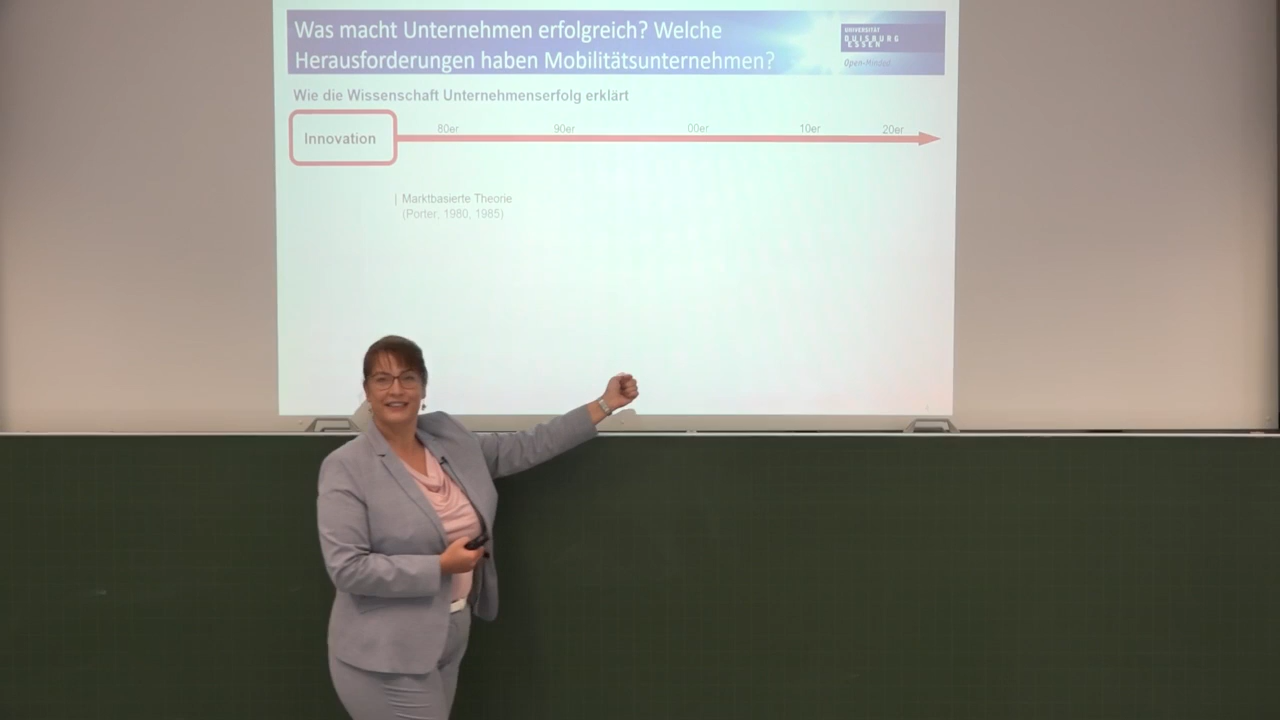 Was macht Unternehmen erfolgreich? Welche
Herausforderungen haben Mobilitätsunternehmen?
UNIVERSITÄT
DUISBURG
ESSEN
Open-Minded
Wie die Wissenschaft Unternehmenserfolg erklärt
Innovation
80er
90er
00er
10er
20er
Marktbasierte Theorie
(Porter, 1980, 1985)